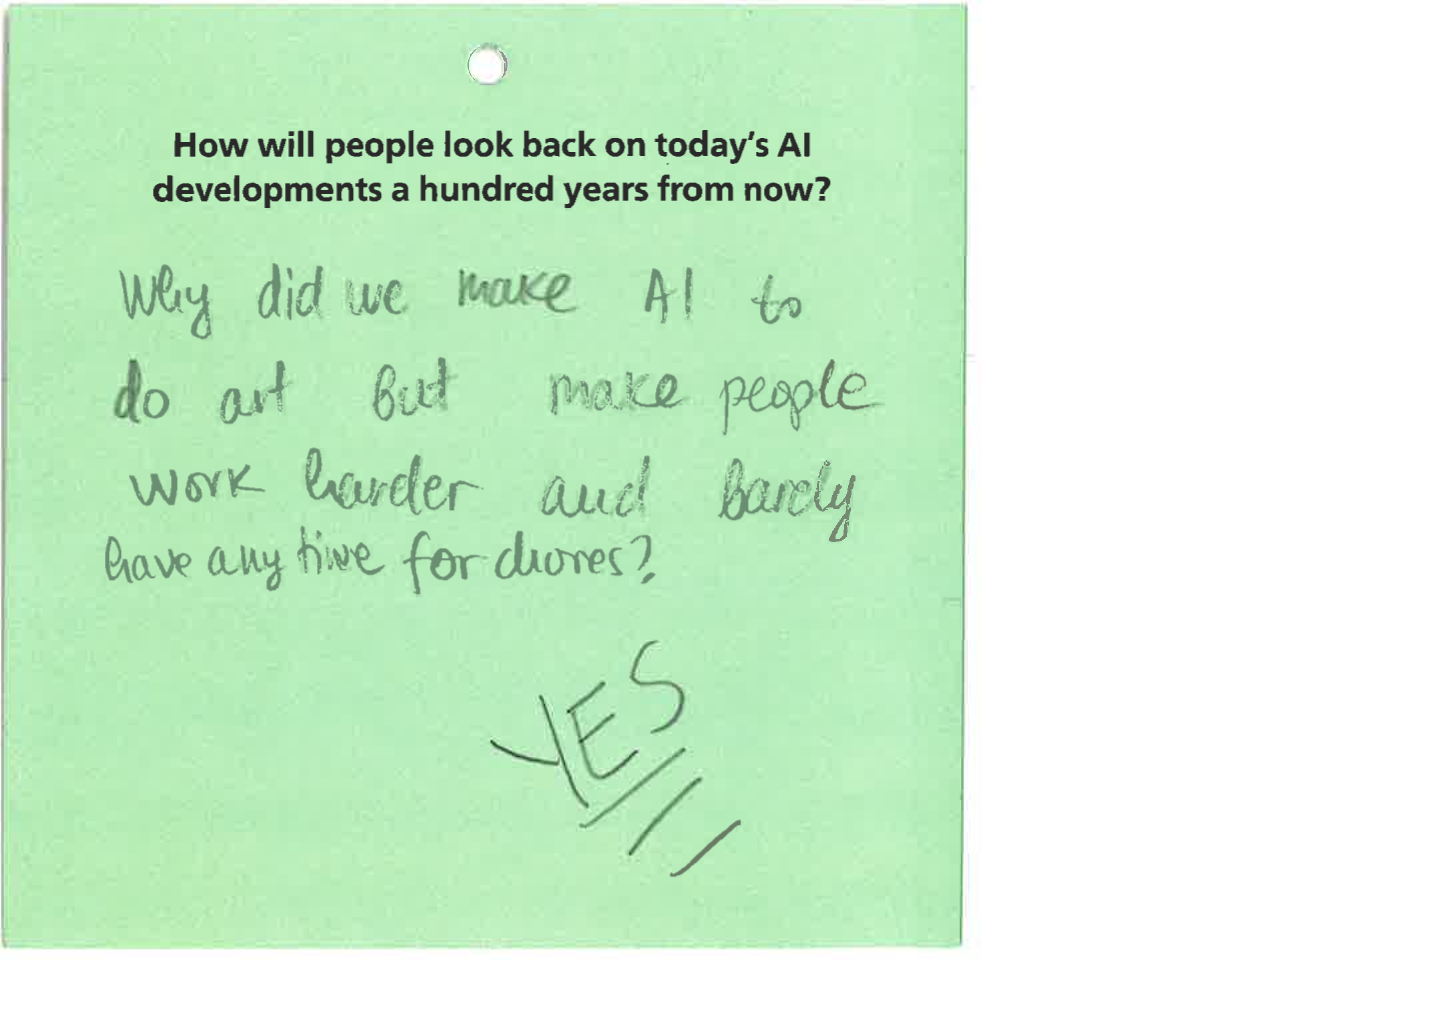 How will people look back on today's AI
developments a hundred years from now?
Why did we make AI to
do art but make people
work harder and barely
have any time for chores?
YES